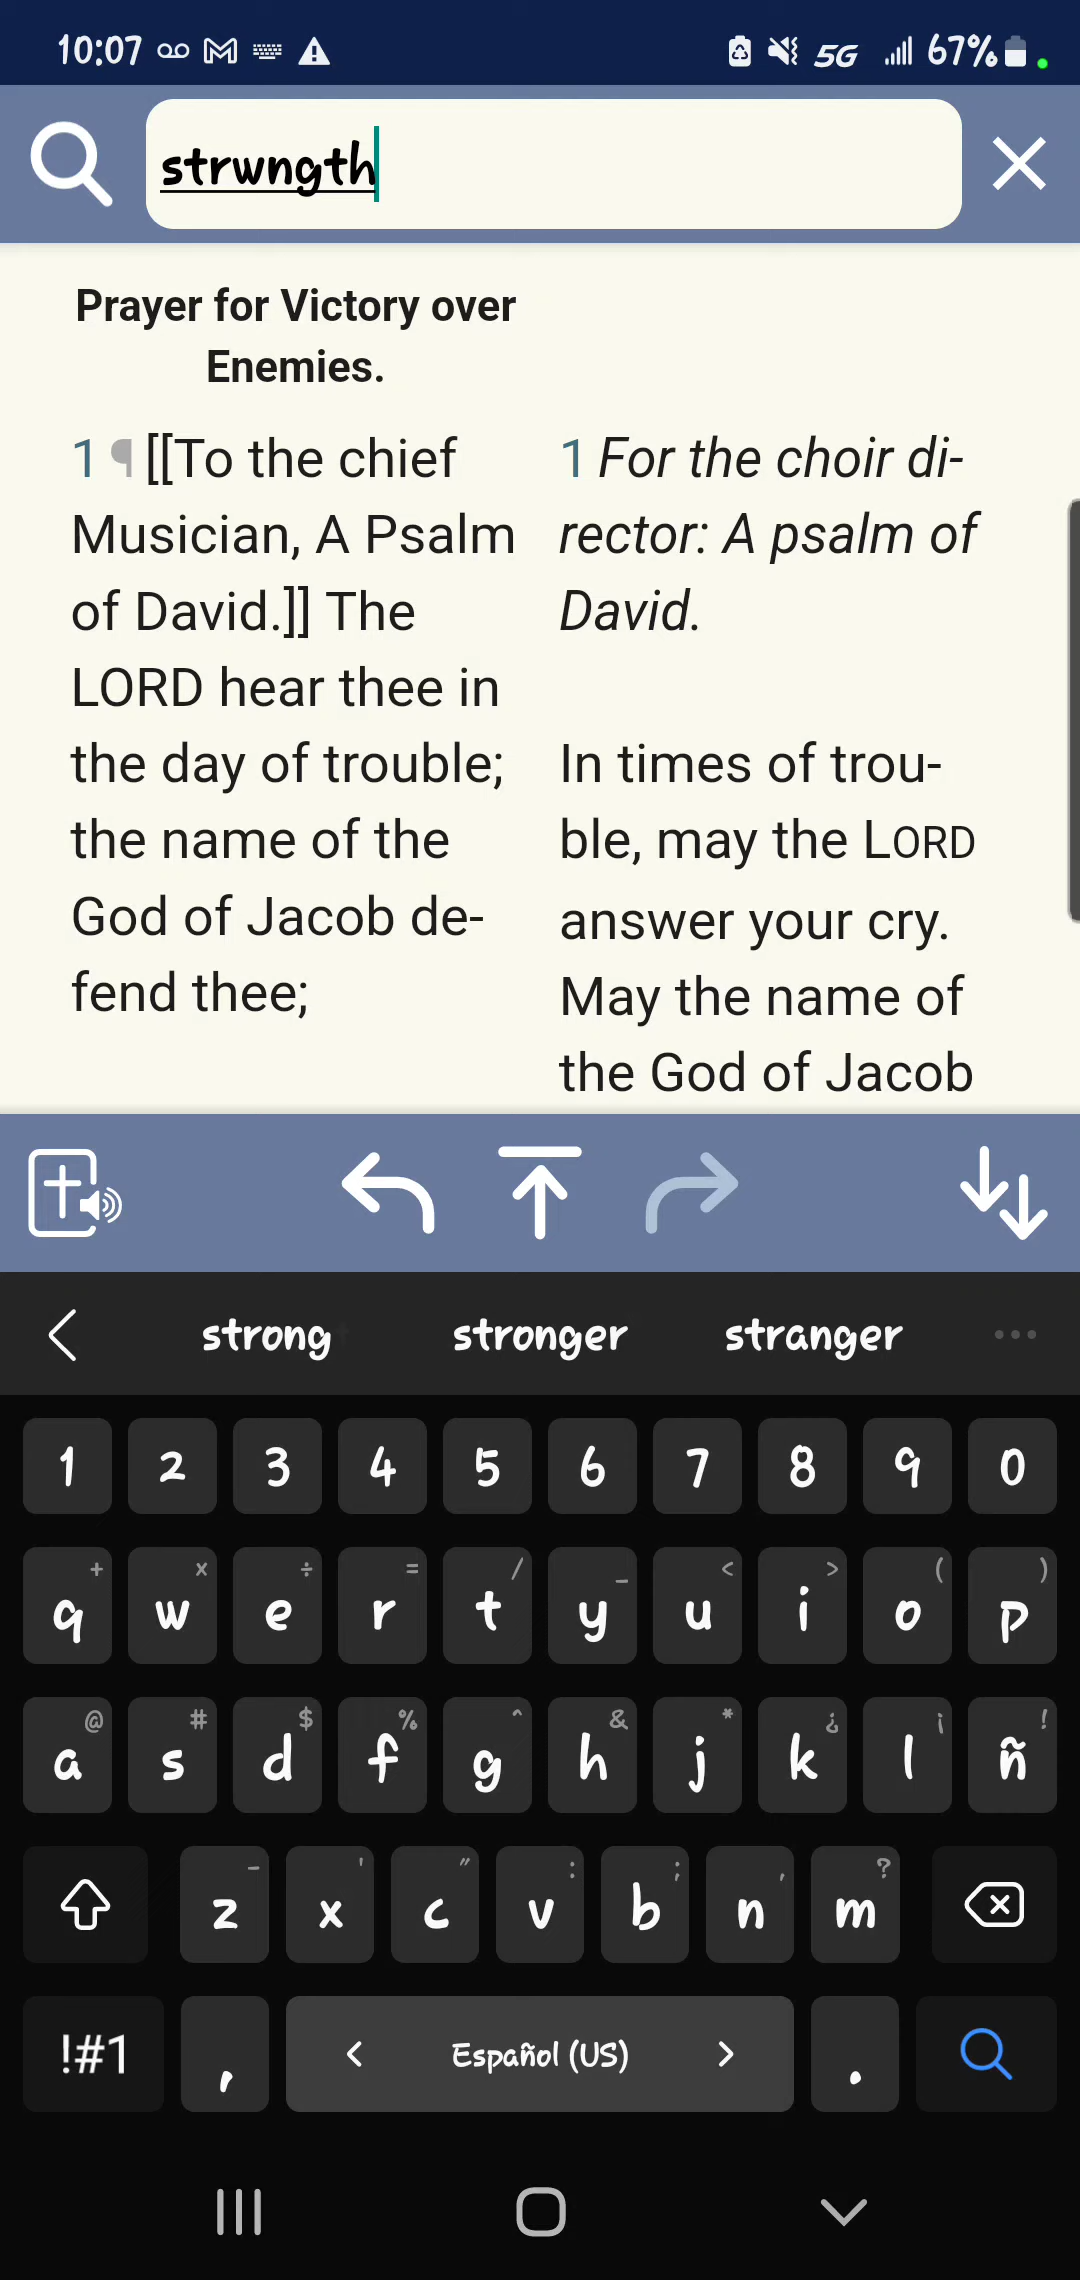 10:07 5G 67%
strwngth
Prayer for Victory over
Enemies.
1 ¶ [[To the chief
Musician, A Psalm
of David.]] The
LORD hear thee in
the day of trouble;
the name of the
God of Jacob de-
fend thee;
1 For the choir di-
rector: A psalm of
David.
In times of trou-
ble, may the LORD
answer your cry.
May the name of
the God of Jacob
strong stronger stranger
1 2 3 4 5 6 7 8 9 0
+ × ÷ = / _ < > ( )
q w e r t y u i o p
@ # $ % ^ & * ¿ ¡ !
a s d f g h j k l ñ
- ' " : ; , ?
z x c v b n m
!#1 , < Español (US) > .